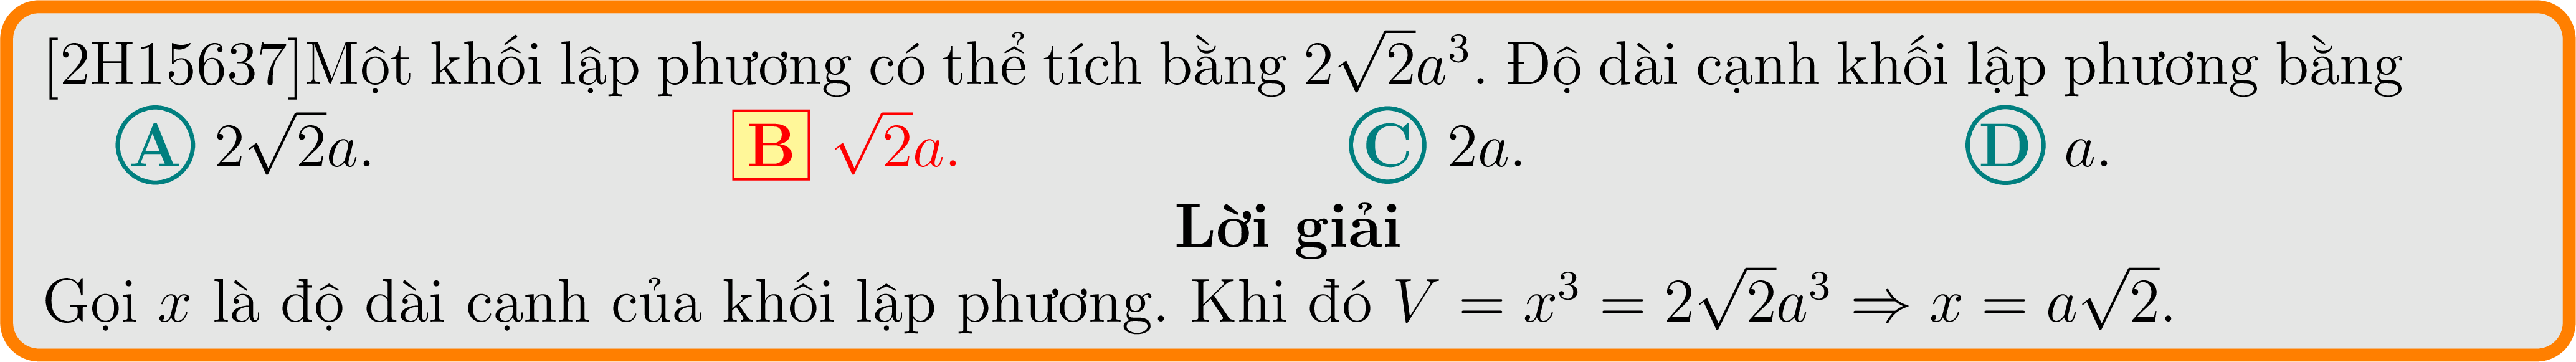 [2H15637]Một khối lập phương có thể tích bằng 2√2a³. Độ dài cạnh khối lập phương bằng
A 2√2a. B √2a. C 2a. D a.
Lời giải
Gọi x là độ dài cạnh của khối lập phương. Khi đó V = x³ = 2√2a³ ⇒ x = a√2.